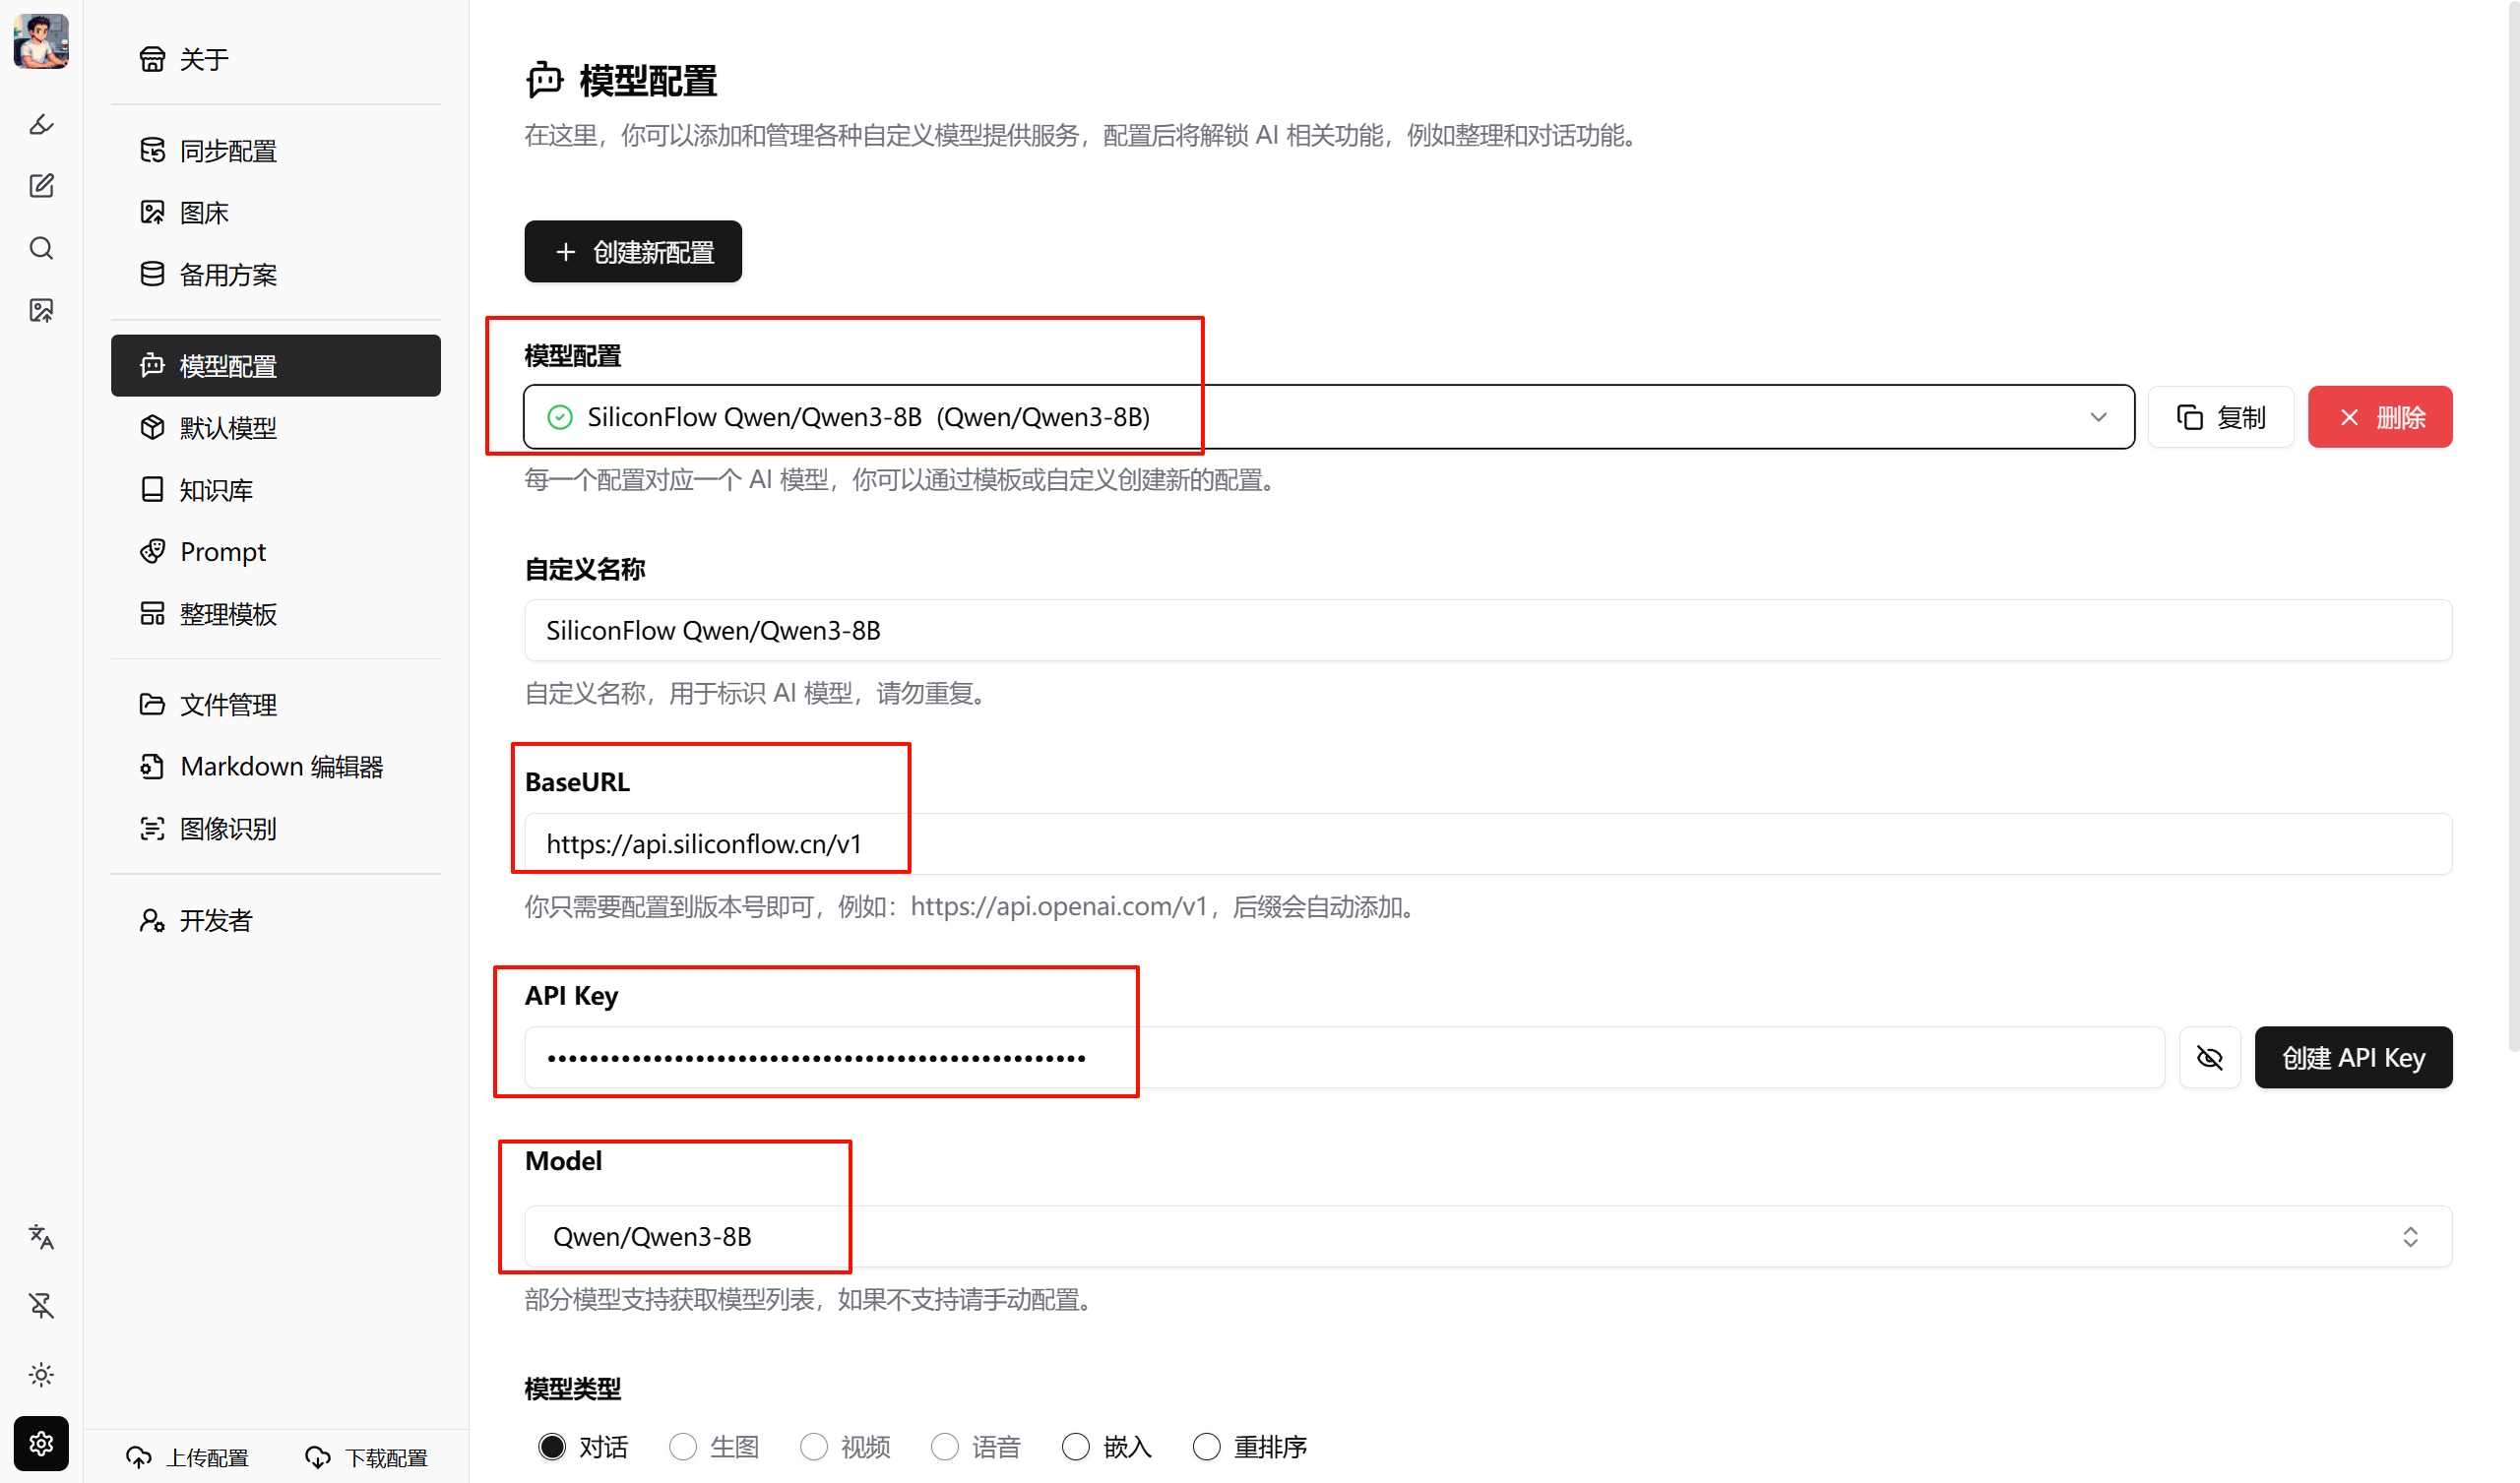 关于
同步配置
图床
备用方案
模型配置
默认模型
知识库
Prompt
整理模板
文件管理
Markdown 编辑器
图像识别
开发者
上传配置
下载配置
模型配置
在这里，你可以添加和管理各种自定义模型提供服务，配置后将解锁 AI 相关功能，例如整理和对话功能。
创建新配置
模型配置
SiliconFlow Qwen/Qwen3-8B (Qwen/Qwen3-8B)
复制
删除
每一个配置对应一个 AI 模型，你可以通过模板或自定义创建新的配置。
自定义名称
SiliconFlow Qwen/Qwen3-8B
自定义名称，用于标识 AI 模型，请勿重复。
BaseURL
https://api.siliconflow.cn/v1
你只需要配置到版本号即可，例如：https://api.openai.com/v1，后缀会自动添加。
API Key
创建 API Key
Model
Qwen/Qwen3-8B
部分模型支持获取模型列表，如果不支持请手动配置。
模型类型
对话 生图 视频 语音 嵌入 重排序